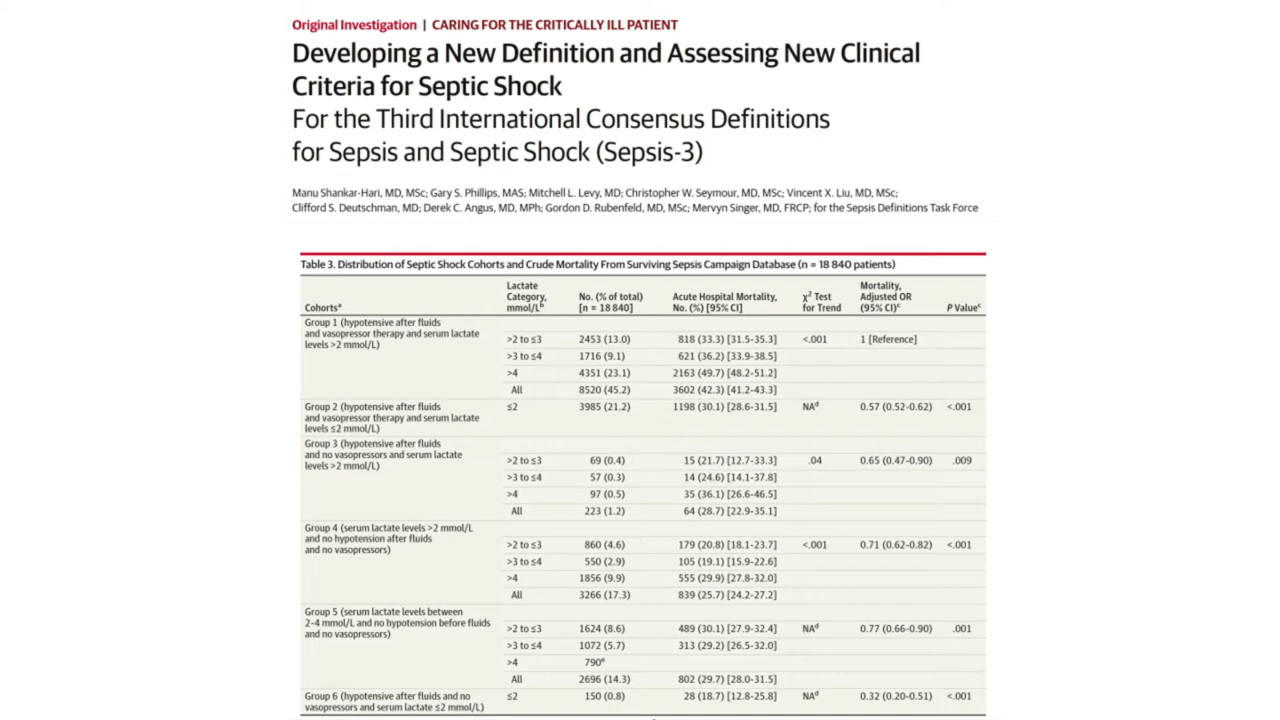 Original Investigation | CARING FOR THE CRITICALLY ILL PATIENT
Developing a New Definition and Assessing New Clinical
Criteria for Septic Shock
For the Third International Consensus Definitions
for Sepsis and Septic Shock (Sepsis-3)
Manu Shankar-Hari, MD, MSc; Gary S. Phillips, MAS; Mitchell L. Levy, MD; Christopher W. Seymour, MD, MSc; Vincent X. Liu, MD, MSc;
Clifford S. Deutschman, MD; Derek C. Angus, MD, MPh; Gordon D. Rubenfeld, MD, MSc; Mervyn Singer, MD, FRCP; for the Sepsis Definitions Task Force
Table 3. Distribution of Septic Shock Cohorts and Crude Mortality From Surviving Sepsis Campaign Database (n = 18 840 patients)
Lactate Mortality,
Category, No. (% of total) Acute Hospital Mortality, χ² Test Adjusted OR
Cohortsᵃ mmol/Lᵇ [n = 18 840] No. (%) [95% CI] for Trend (95% CI)ᶜ P Valueᶜ
Group 1 (hypotensive after fluids
and vasopressor therapy and serum lactate
levels >2 mmol/L)
>2 to ≤3 2453 (13.0) 818 (33.3) [31.5-35.3] <.001 1 [Reference]
>3 to ≤4 1716 (9.1) 621 (36.2) [33.9-38.5]
>4 4351 (23.1) 2163 (49.7) [48.2-51.2]
All 8520 (45.2) 3602 (42.3) [41.2-43.3]
Group 2 (hypotensive after fluids ≤2 3985 (21.2) 1198 (30.1) [28.6-31.5] NAᵈ 0.57 (0.52-0.62) <.001
and vasopressor therapy and serum lactate
levels ≤2 mmol/L)
Group 3 (hypotensive after fluids
and no vasopressors and serum lactate
levels >2 mmol/L)
>2 to ≤3 69 (0.4) 15 (21.7) [12.7-33.3] .04 0.65 (0.47-0.90) .009
>3 to ≤4 57 (0.3) 14 (24.6) [14.1-37.8]
>4 97 (0.5) 35 (36.1) [26.6-46.5]
All 223 (1.2) 64 (28.7) [22.9-35.1]
Group 4 (serum lactate levels >2 mmol/L
and no hypotension after fluids
and no vasopressors)
>2 to ≤3 860 (4.6) 179 (20.8) [18.1-23.7] <.001 0.71 (0.62-0.82) <.001
>3 to ≤4 550 (2.9) 105 (19.1) [15.9-22.6]
>4 1856 (9.9) 555 (29.9) [27.8-32.0]
All 3266 (17.3) 839 (25.7) [24.2-27.2]
Group 5 (serum lactate levels between
2-4 mmol/L and no hypotension before fluids
and no vasopressors)
>2 to ≤3 1624 (8.6) 489 (30.1) [27.9-32.4] NAᵈ 0.77 (0.66-0.90) .001
>3 to ≤4 1072 (5.7) 313 (29.2) [26.5-32.0]
>4 790ᵉ
All 2696 (14.3) 802 (29.7) [28.0-31.5]
Group 6 (hypotensive after fluids and no ≤2 150 (0.8) 28 (18.7) [12.8-25.8] NAᵈ 0.32 (0.20-0.51) <.001
vasopressors and serum lactate ≤2 mmol/L)